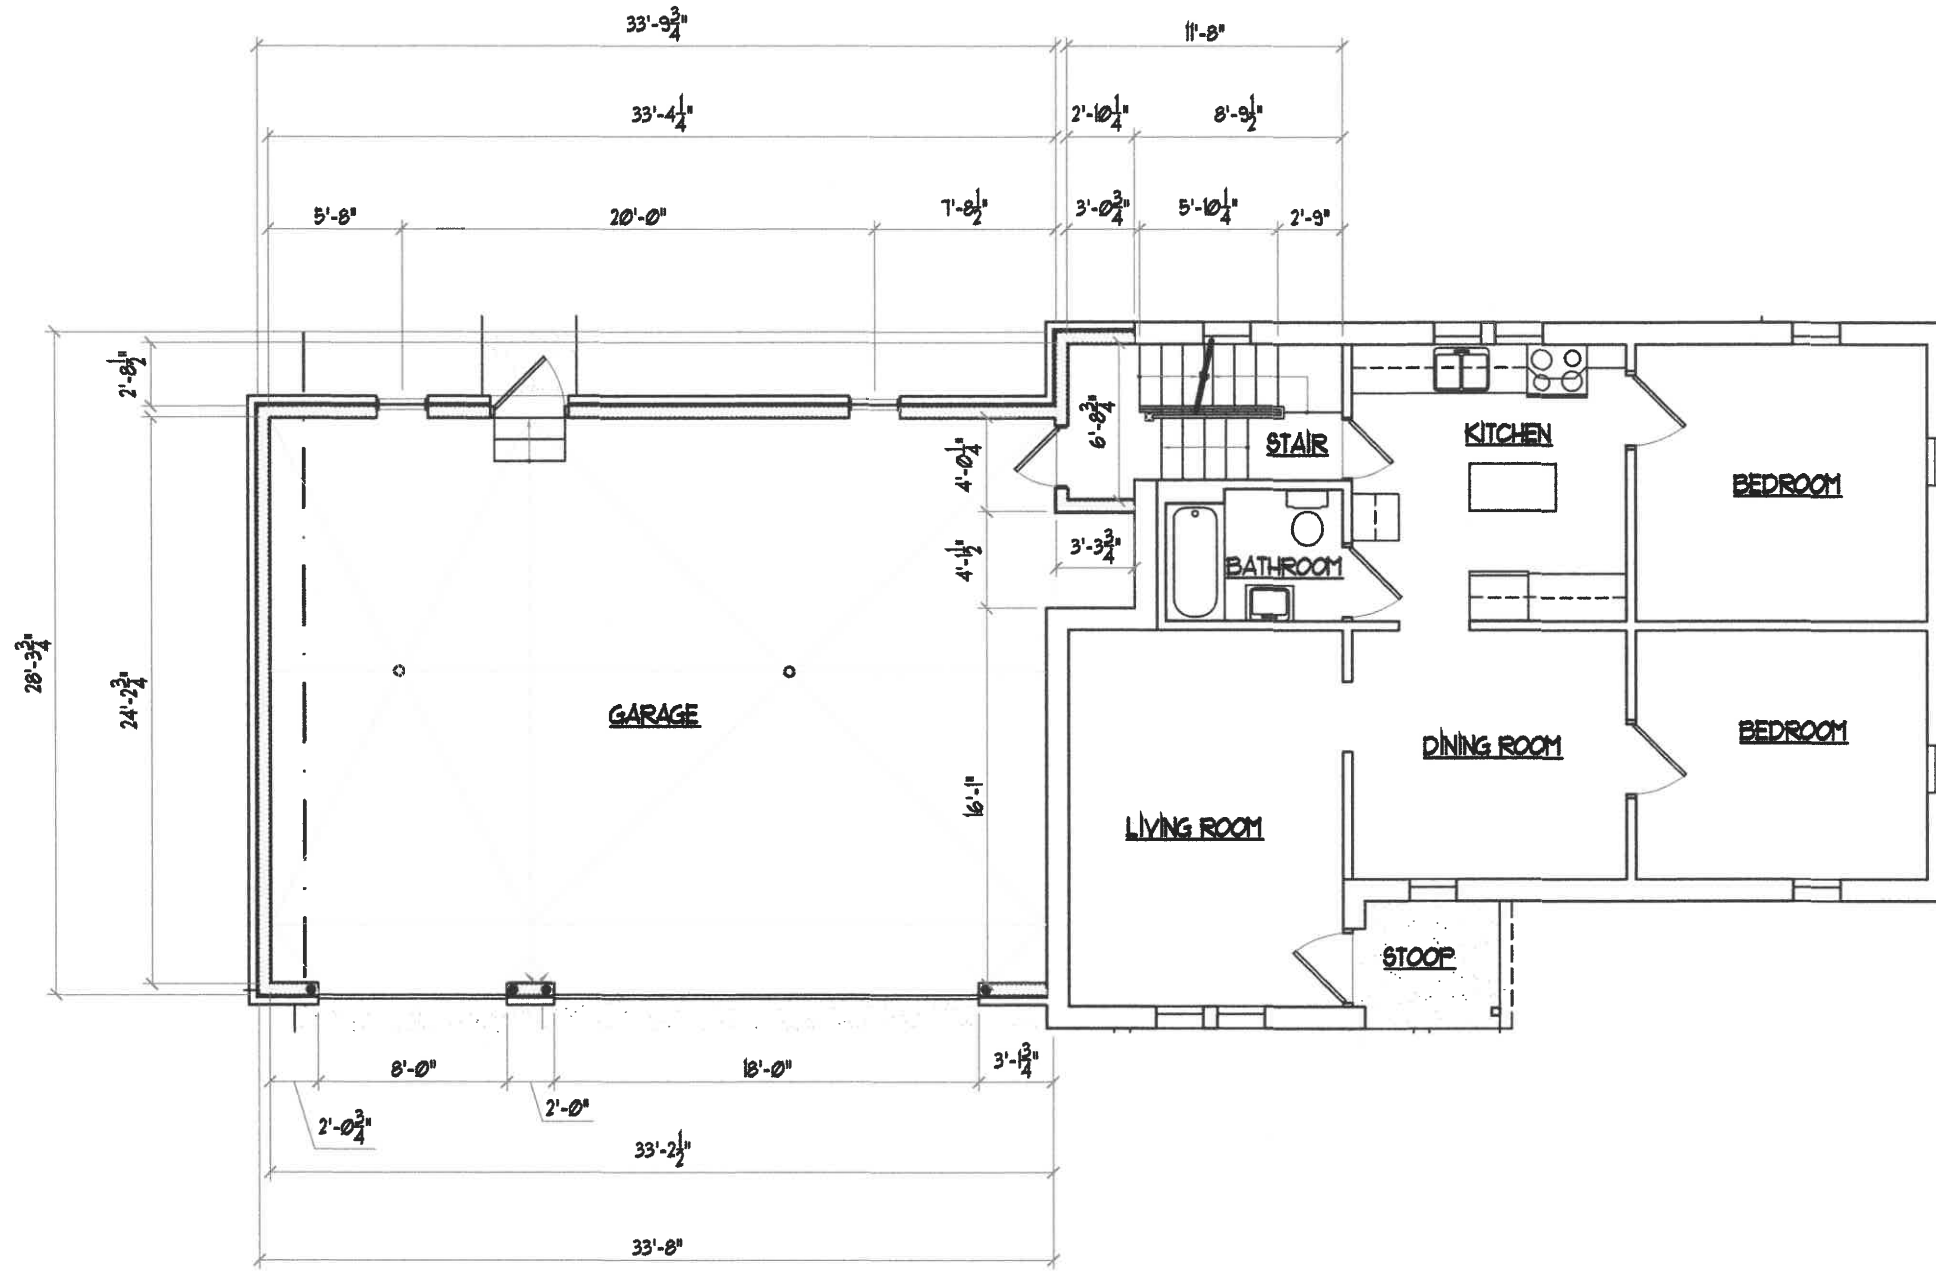 33'-9 3/4"
11'-8"
33'-4 1/4"
2'-10 1/4"
8'-9 1/2"
5'-8"
20'-0"
7'-8 1/2"
3'-0 3/4"
5'-10 1/4"
2'-9"
2'-8 1/2"
6'-8 3/4"
4'-0 1/4"
STAIR
KITCHEN
BEDROOM
4'-1 1/2"
3'-3 3/4"
BATHROOM
28'-3 3/4"
24'-2 3/4"
GARAGE
DINING ROOM
BEDROOM
16'-1"
LIVING ROOM
STOOP
8'-0"
18'-0"
3'-1 3/4"
2'-0 3/4"
2'-0"
33'-2 1/2"
33'-8"